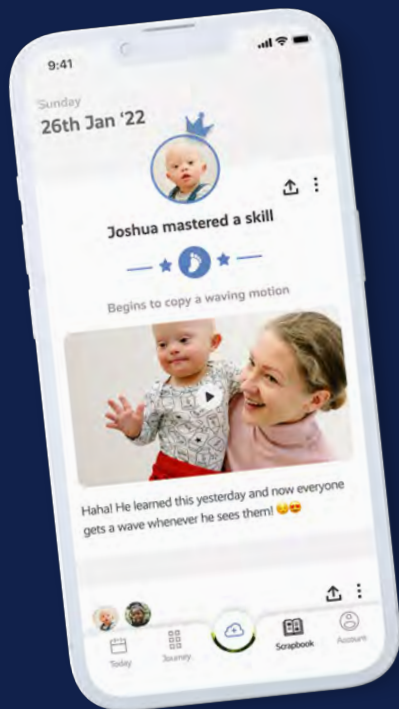 9:41
Sunday
26th Jan ‘22
Joshua mastered a skill
Begins to copy a waving motion
Haha! He learned this yesterday and now everyone
gets a wave whenever he sees them! 😏😍
Today
Journey
Scrapbook
Account